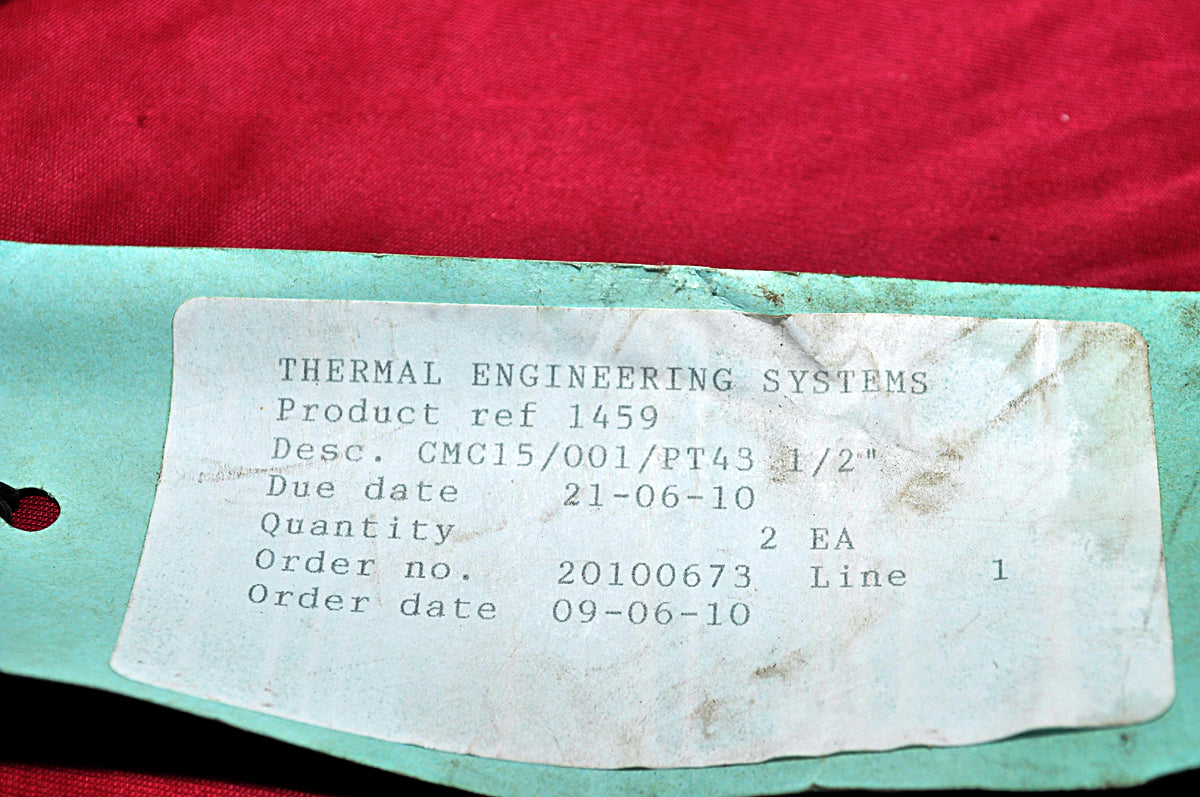 THERMAL ENGINEERING SYSTEMS
Product ref 1459
Desc. CMC15/001/PT43 1/2"
Due date 21-06-10
Quantity 2 EA
Order no. 20100673 Line 1
Order date 09-06-10